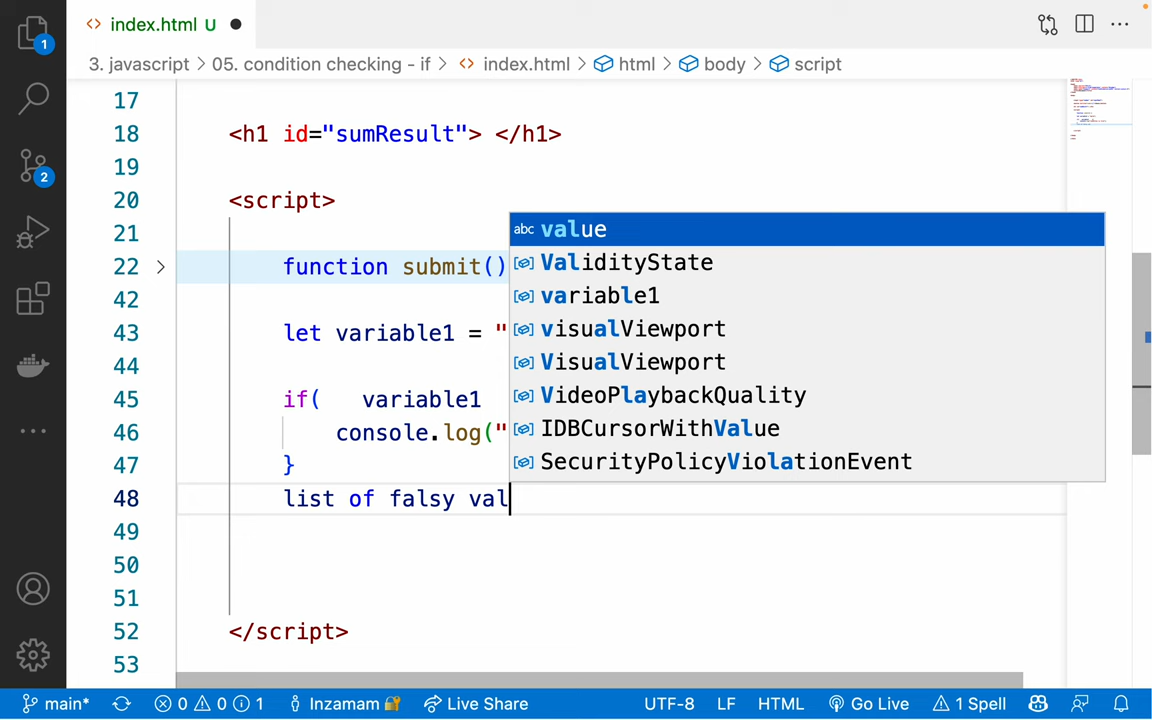 index.html U
3. javascript > 05. condition checking - if > <> index.html > html > body > script
17
18 <h1 id="sumResult"> </h1>
19
20 <script>
21
22 function submit()
42
43 let variable1 = "
44
45 if( variable1
46 console.log("
47 }
48 list of falsy val
49
50
51
52 </script>
53
abc value
ValidityState
variable1
visualViewport
VisualViewport
VideoPlaybackQuality
IDBCursorWithValue
SecurityPolicyViolationEvent
1
2
main* 0 0 1 Inzamam Live Share UTF-8 LF HTML Go Live 1 Spell